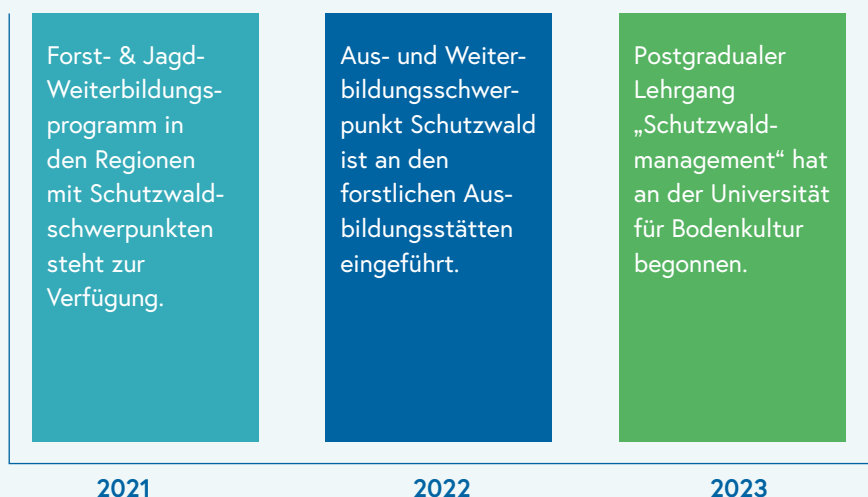 Forst- & Jagd-
Weiterbildungs-
programm in
den Regionen
mit Schutzwald-
schwerpunkten
steht zur
Verfügung.
Aus- und Weiter-
bildungsschwer-
punkt Schutzwald
ist an den
forstlichen Aus-
bildungsstätten
eingeführt.
Postgradualer
Lehrgang
„Schutzwald-
management“ hat
an der Universität
für Bodenkultur
begonnen.
2021
2022
2023